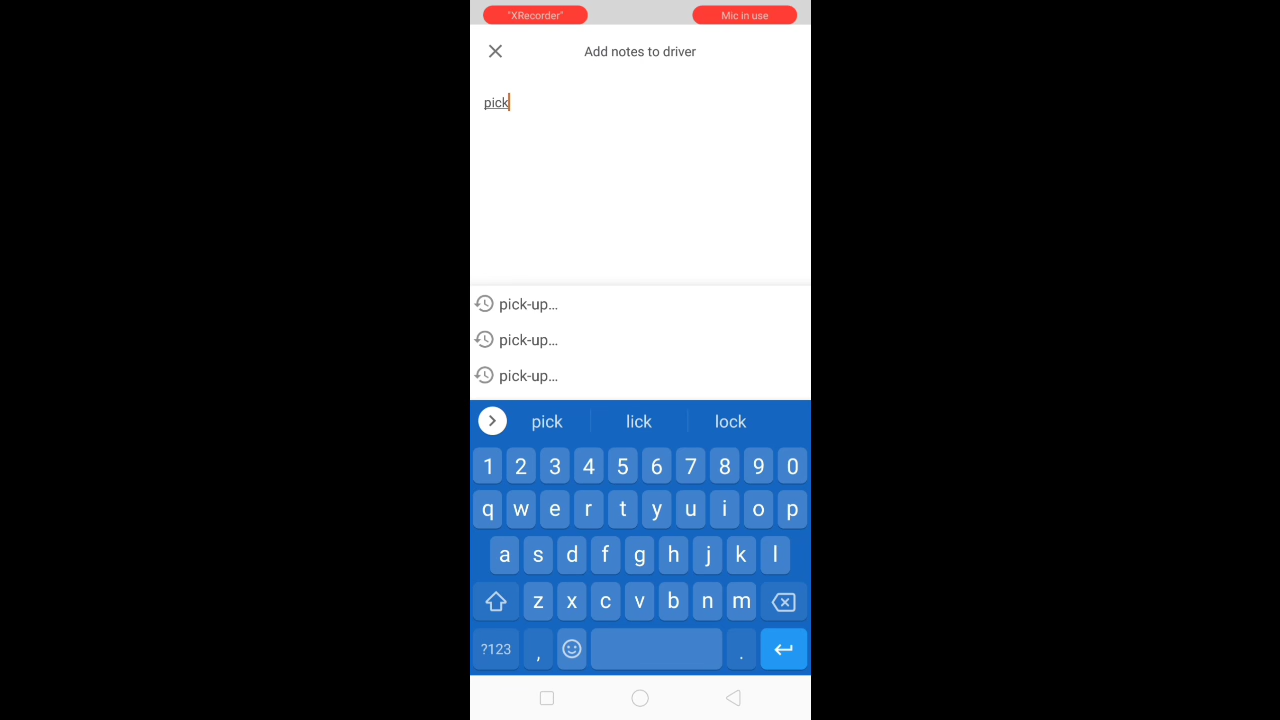 "XRecorder" Mic in use
Add notes to driver
pick
pick-up...
pick-up...
pick-up...
pick lick lock
1 2 3 4 5 6 7 8 9 0
q w e r t y u i o p
a s d f g h j k l
z x c v b n m
?123 , .